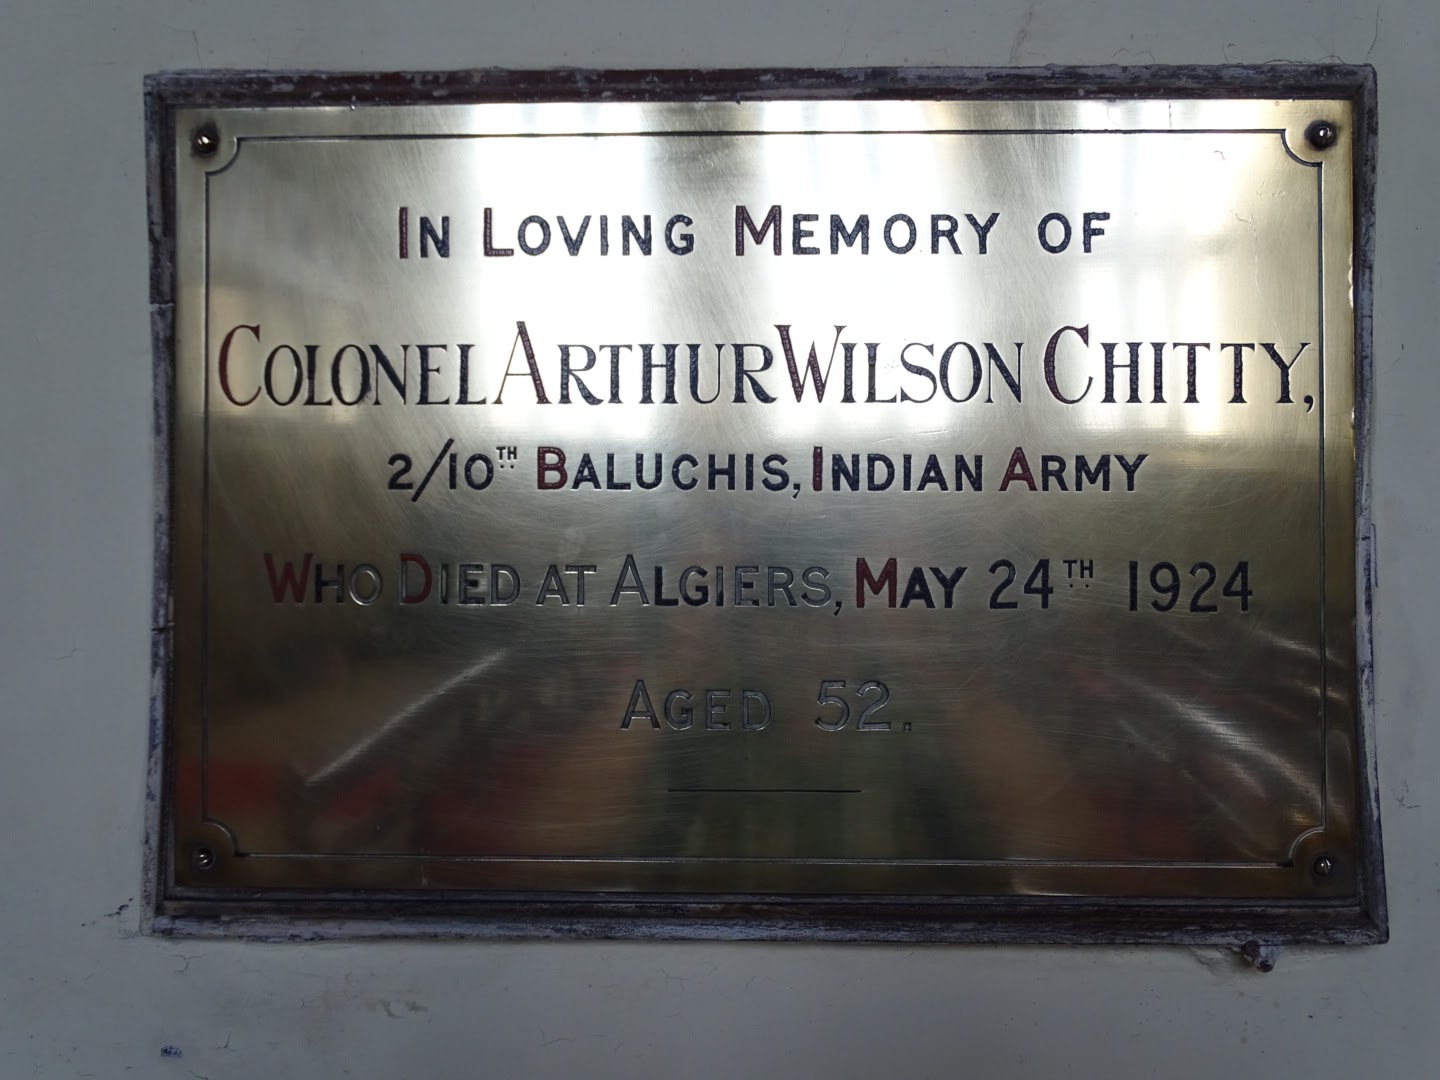 IN LOVING MEMORY OF
COLONEL ARTHUR WILSON CHITTY,
2/10TH BALUCHIS, INDIAN ARMY
WHO DIED AT ALGIERS, MAY 24TH 1924
AGED 52.